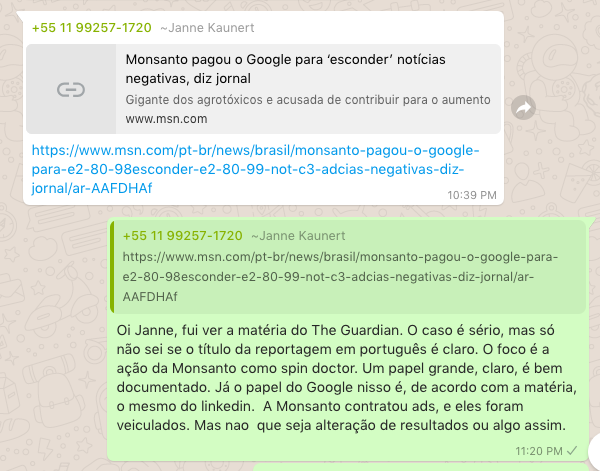 +55 11 99257-1720 ~Janne Kaunert
Monsanto pagou o Google para ‘esconder’ notícias
negativas, diz jornal
Gigante dos agrotóxicos e acusada de contribuir para o aumento
www.msn.com
https://www.msn.com/pt-br/news/brasil/monsanto-pagou-o-google-
para-e2-80-98esconder-e2-80-99-not-c3-adcias-negativas-diz-
jornal/ar-AAFDHAf
10:39 PM
+55 11 99257-1720 ~Janne Kaunert
https://www.msn.com/pt-br/news/brasil/monsanto-pagou-o-google-para-
e2-80-98esconder-e2-80-99-not-c3-adcias-negativas-diz-jornal/ar-
AAFDHAf
Oi Janne, fui ver a matéria do The Guardian. O caso é sério, mas só
não sei se o título da reportagem em português é claro. O foco é a
ação da Monsanto como spin doctor. Um papel grande, claro, é bem
documentado. Já o papel do Google nisso é, de acordo com a matéria,
o mesmo do linkedin.  A Monsanto contratou ads, e eles foram
veiculados. Mas nao  que seja alteração de resultados ou algo assim.
11:20 PM